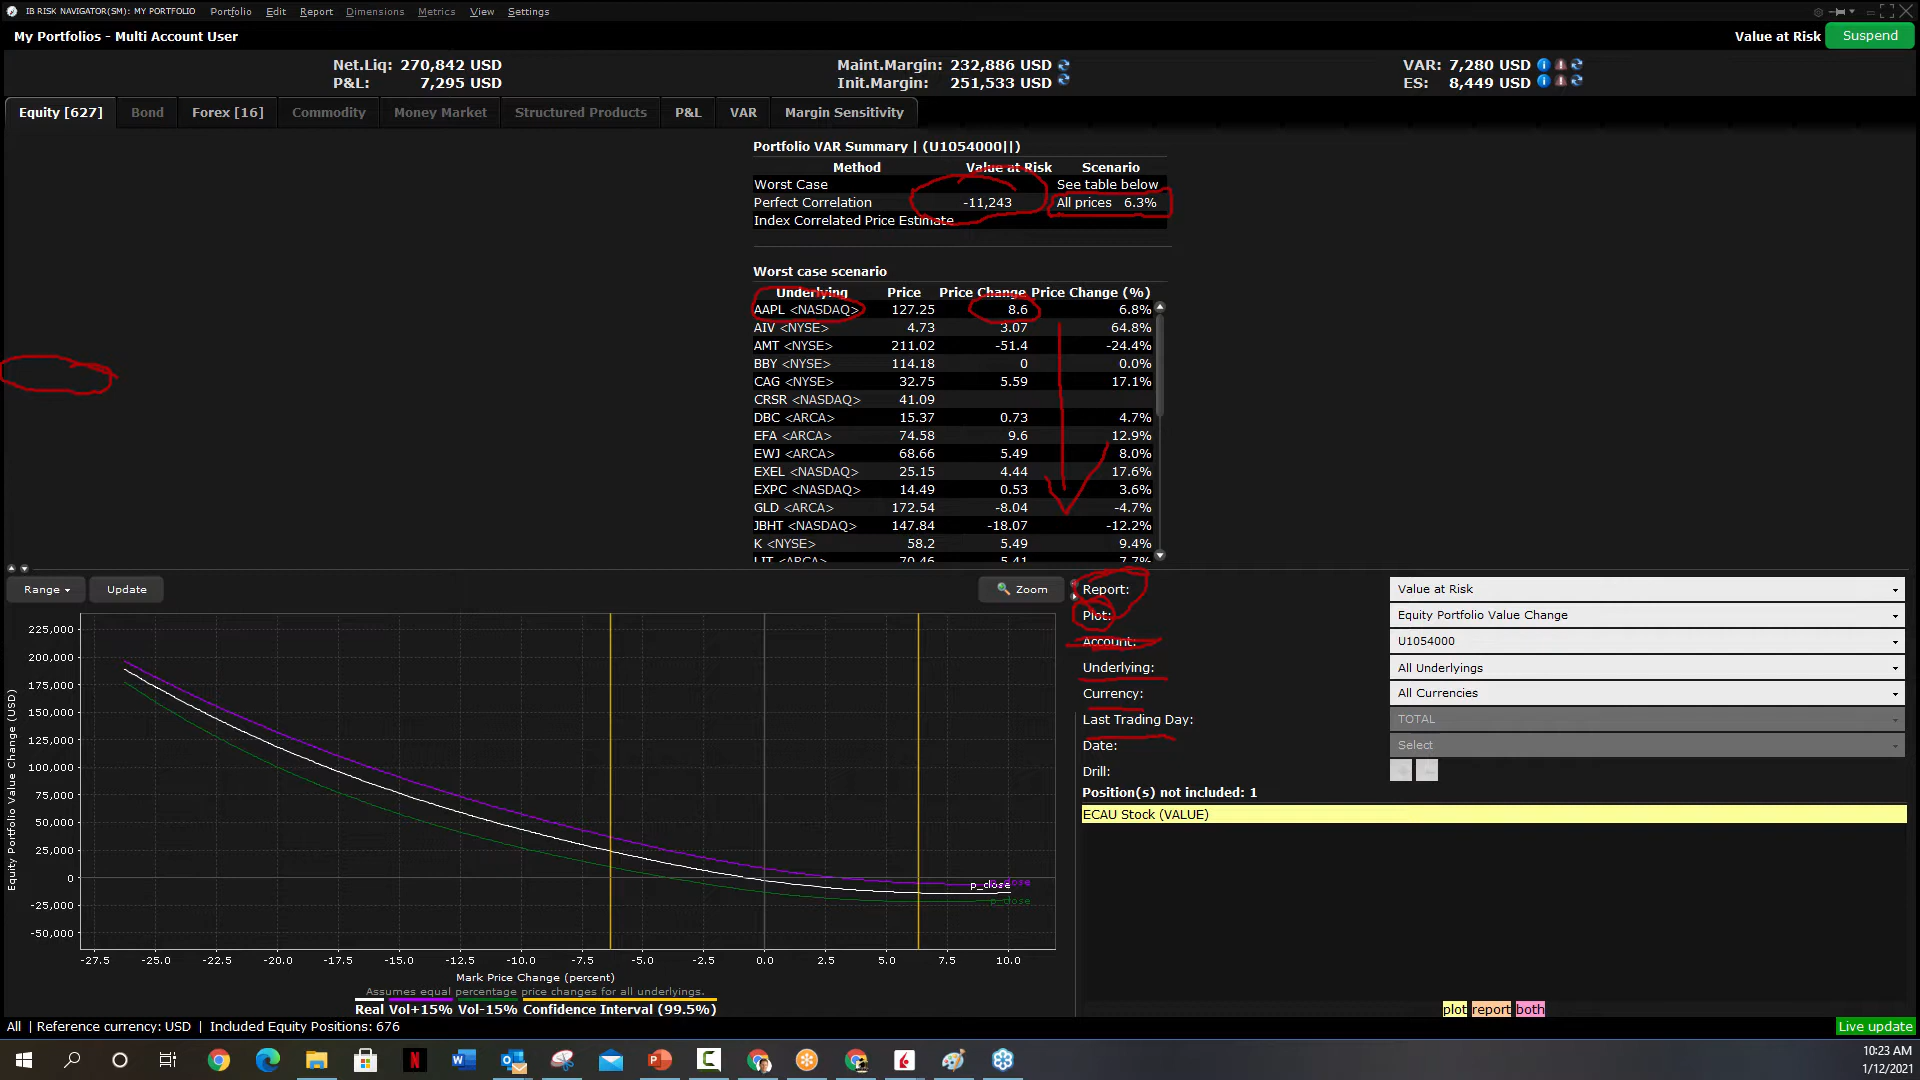 IB RISK NAVIGATOR(SM): MY PORTFOLIO Portfolio Edit Report Dimensions Metrics View Settings
My Portfolios - Multi Account User
Value at Risk Suspend
Net.Liq: 270,842 USD
P&L: 7,295 USD
Maint.Margin: 232,886 USD
Init.Margin: 251,533 USD
VAR: 7,280 USD
ES: 8,449 USD
Equity [627] Bond Forex [16] Commodity Money Market Structured Products P&L VAR Margin Sensitivity
Portfolio VAR Summary | (U1054000||)
Method Value at Risk Scenario
Worst Case See table below
Perfect Correlation -11,243 All prices 6.3%
Index Correlated Price Estimate
Worst case scenario
Underlying Price Price Change Price Change (%)
AAPL <NASDAQ> 127.25 8.6 6.8%
AIV <NYSE> 4.73 3.07 64.8%
AMT <NYSE> 211.02 -51.4 -24.4%
BBY <NYSE> 114.18 0 0.0%
CAG <NYSE> 32.75 5.59 17.1%
CRSR <NASDAQ> 41.09
DBC <ARCA> 15.37 0.73 4.7%
EFA <ARCA> 74.58 9.6 12.9%
EWJ <ARCA> 68.66 5.49 8.0%
EXEL <NASDAQ> 25.15 4.44 17.6%
EXPC <NASDAQ> 14.49 0.53 3.6%
GLD <ARCA> 172.54 -8.04 -4.7%
JBHT <NASDAQ> 147.84 -18.07 -12.2%
K <NYSE> 58.2 5.49 9.4%
LIT <ARCA> 70.46 5.41 7.7%
Range Update Zoom
225,000
200,000
175,000
150,000
125,000
100,000
75,000
50,000
25,000
0
-25,000
-50,000
Equity Portfolio Value Change (USD)
p_close
p_close
p_close
-27.5 -25.0 -22.5 -20.0 -17.5 -15.0 -12.5 -10.0 -7.5 -5.0 -2.5 0.0 2.5 5.0 7.5 10.0
Mark Price Change (percent)
Assumes equal percentage price changes for all underlyings.
Real Vol+15% Vol-15% Confidence Interval (99.5%)
Report: Value at Risk
Plot: Equity Portfolio Value Change
Account: U1054000
Underlying: All Underlyings
Currency: All Currencies
Last Trading Day: TOTAL
Date: Select
Drill:
Position(s) not included: 1
ECAU Stock (VALUE)
plot report both
All | Reference currency: USD | Included Equity Positions: 676
Live update
10:23 AM
1/12/2021